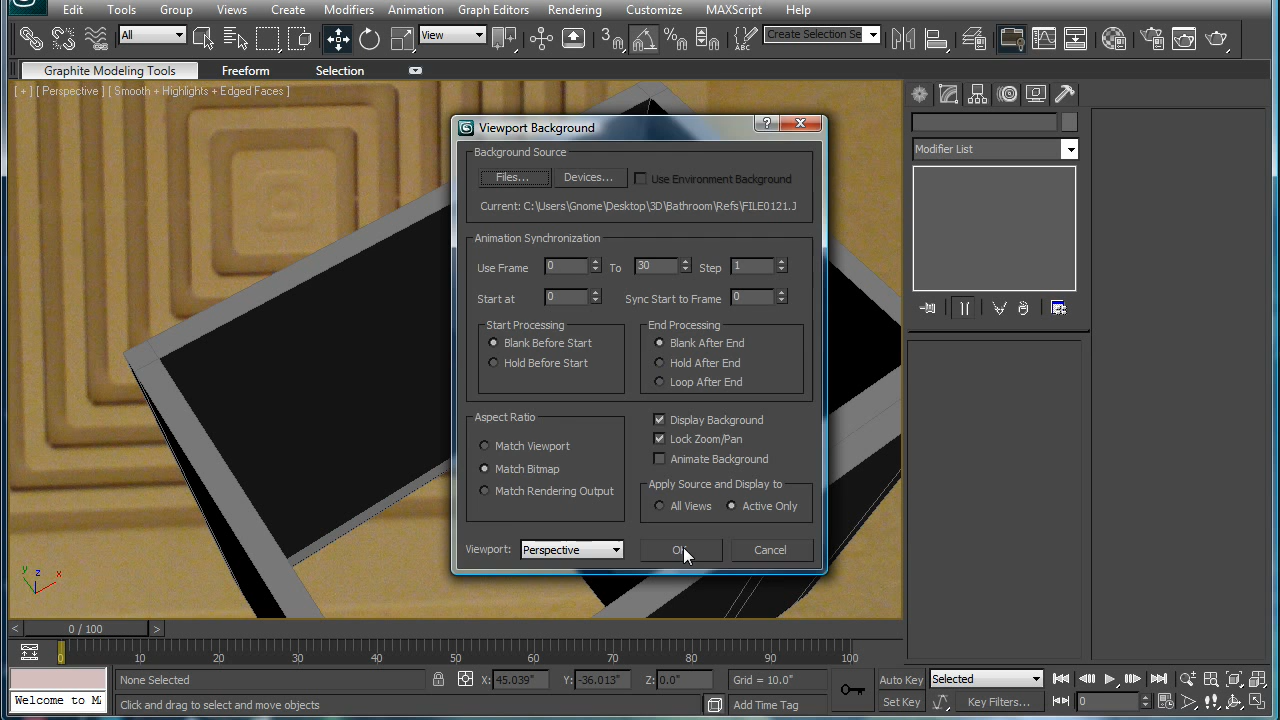 Edit Tools Group Views Create Modifiers Animation Graph Editors Rendering Customize MAXScript Help
All View 3 Create Selection Se
Graphite Modeling Tools Freeform Selection
[ + ] [ Perspective ] [ Smooth + Highlights + Edged Faces ]
Viewport Background
Background Source
Files... Devices... Use Environment Background
Current: C:\Users\Gnome\Desktop\3D\Bathroom\Refs\FILE0121.J
Animation Synchronization
Use Frame 0 To 30 Step 1
Start at 0 Sync Start to Frame 0
Start Processing End Processing
Blank Before Start Blank After End
Hold Before Start Hold After End
Loop After End
Aspect Ratio Display Background
Match Viewport Lock Zoom/Pan
Match Bitmap Animate Background
Match Rendering Output Apply Source and Display to
All Views Active Only
Viewport: Perspective OK Cancel
Modifier List
y z x
< 0 / 100 >
0 10 20 30 40 50 60 70 80 90 100
None Selected X: 45.039" Y: -36.013" Z: 0.0" Grid = 10.0" Auto Key Selected
Welcome to M Click and drag to select and move objects Add Time Tag Set Key Key Filters... 0